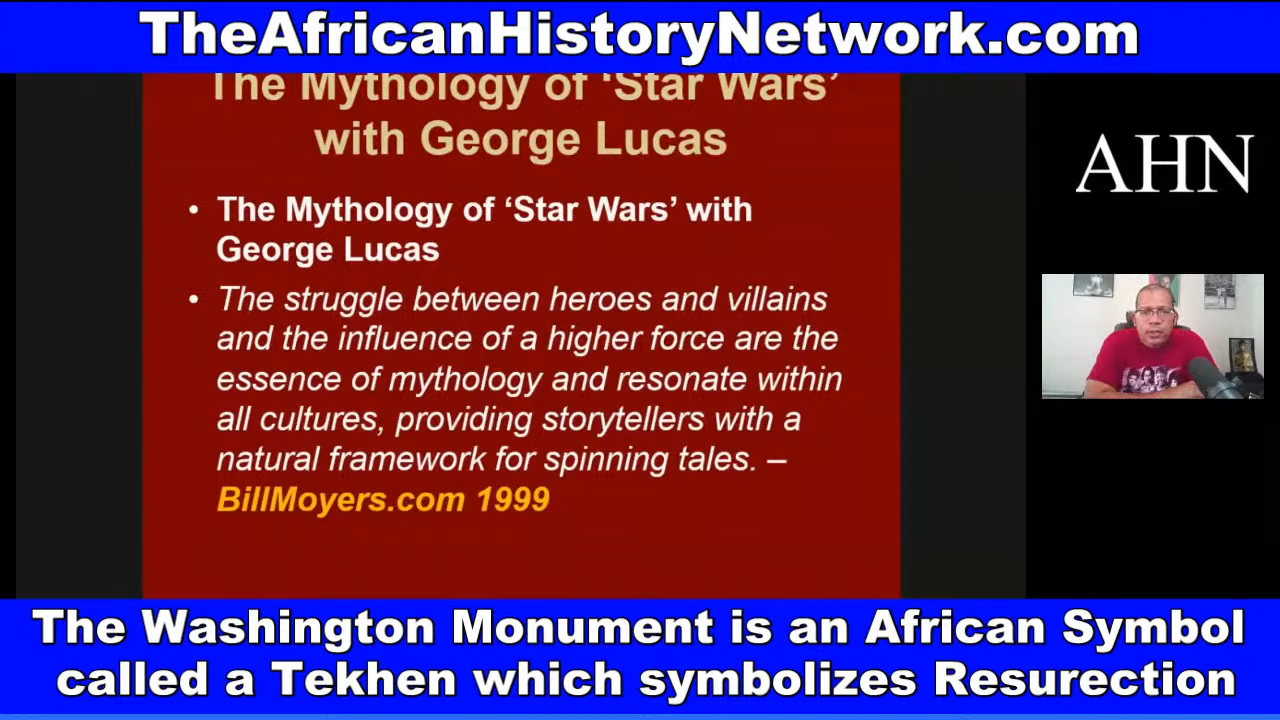 TheAfricanHistoryNetwork.com
The Mythology of ‘Star Wars’
with George Lucas
AHN
• The Mythology of ‘Star Wars’ with
George Lucas
• The struggle between heroes and villains
and the influence of a higher force are the
essence of mythology and resonate within
all cultures, providing storytellers with a
natural framework for spinning tales. –
BillMoyers.com 1999
The Washington Monument is an African Symbol
called a Tekhen which symbolizes Resurection